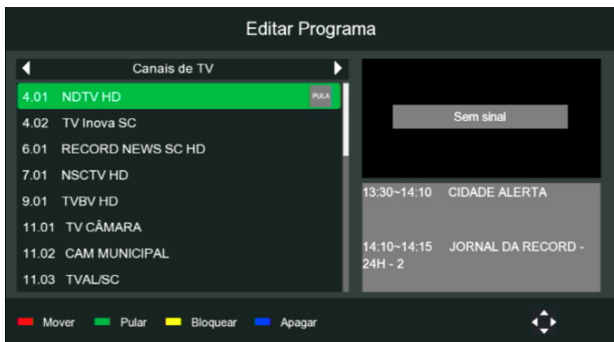 Editar Programa
Canais de TV
4.01 NDTV HD PULA
4.02 TV Inova SC
6.01 RECORD NEWS SC HD
7.01 NSCTV HD
9.01 TVBV HD
11.01 TV CÂMARA
11.02 CAM MUNICIPAL
11.03 TVAL/SC
Sem sinal
13:30~14:10 CIDADE ALERTA
14:10~14:15 JORNAL DA RECORD -
24H - 2
Mover Pular Bloquear Apagar